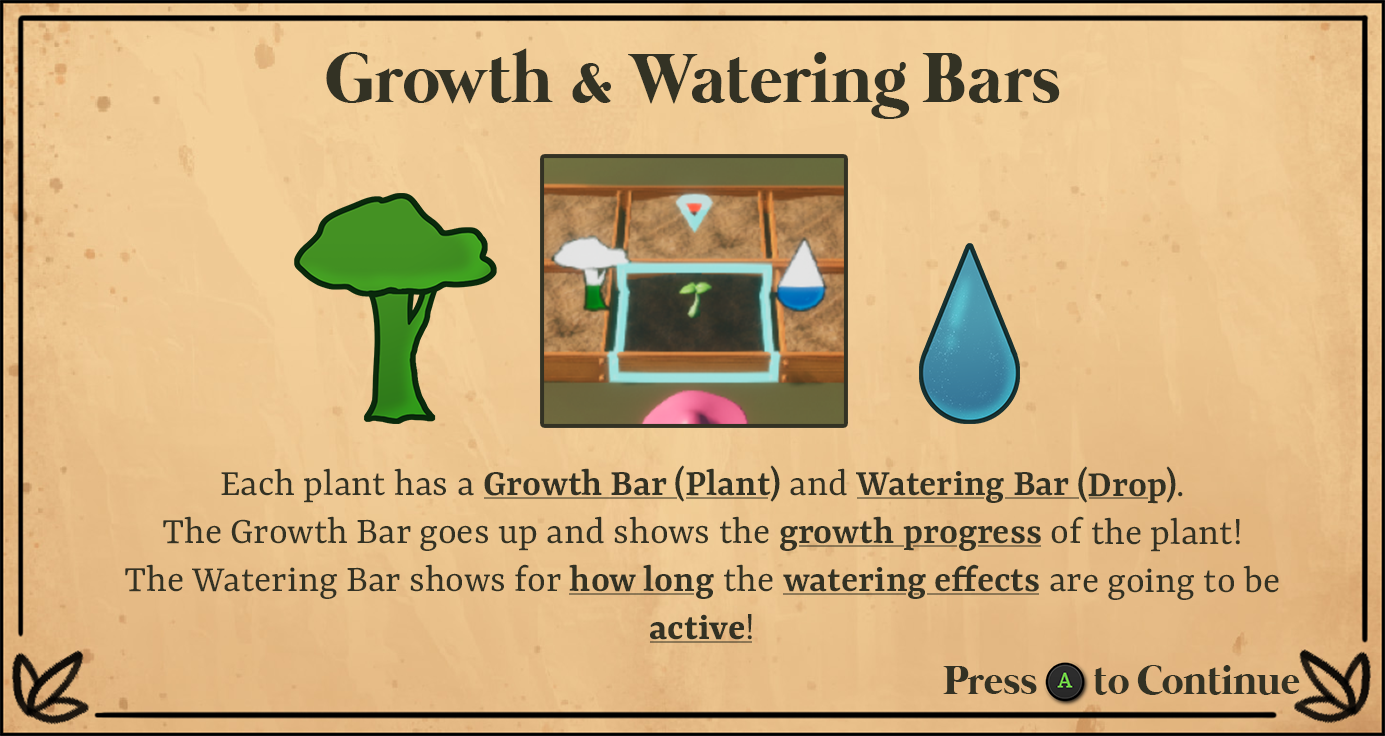 Growth & Watering Bars
Each plant has a Growth Bar (Plant) and Watering Bar (Drop).
The Growth Bar goes up and shows the growth progress of the plant!
The Watering Bar shows for how long the watering effects are going to be
active!
Press A to Continue